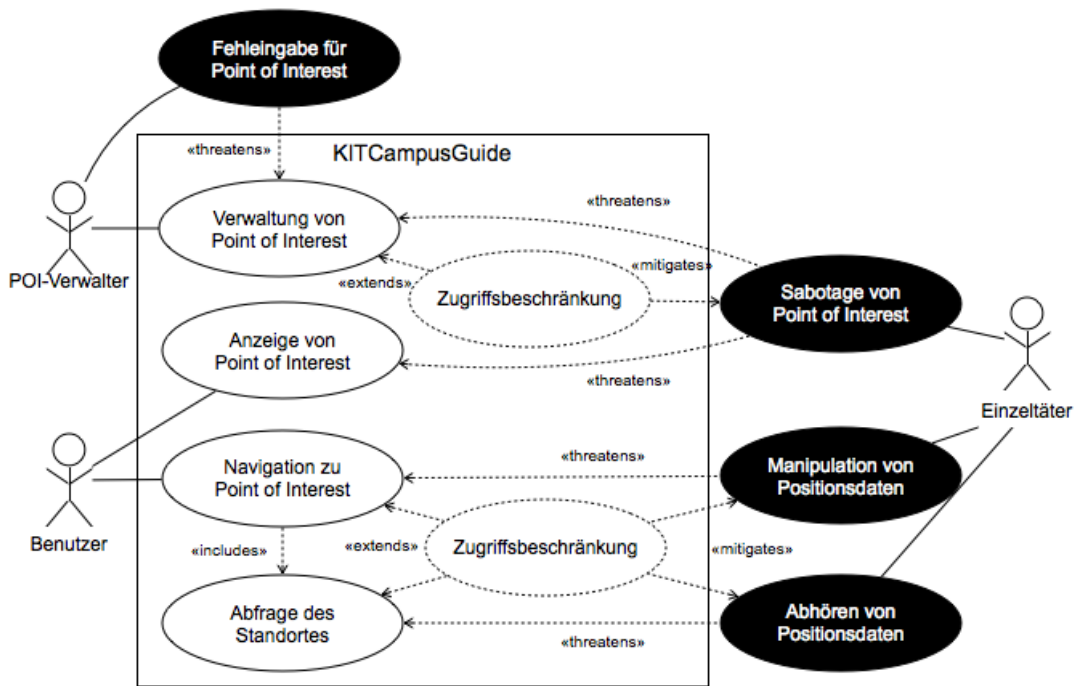 Fehleingabe für
Point of Interest
«threatens»
KITCampusGuide
Verwaltung von
Point of Interest
«threatens»
POI-Verwalter
«extends»
«mitigates»
Zugriffsbeschränkung
Sabotage von
Point of Interest
Anzeige von
Point of Interest
«threatens»
Einzeltäter
Navigation zu
Point of Interest
«threatens»
Manipulation von
Positionsdaten
Benutzer
«includes»
«extends»
Zugriffsbeschränkung
«mitigates»
Abfrage des
Standortes
«threatens»
Abhören von
Positionsdaten